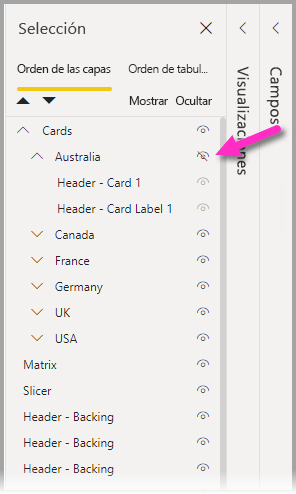 Selección
Orden de las capas Orden de tabul...
Mostrar Ocultar
Cards
Australia
Header - Card 1
Header - Card Label 1
Canada
France
Germany
UK
USA
Matrix
Slicer
Header - Backing
Header - Backing
Header - Backing
Visualizaciones
Campos